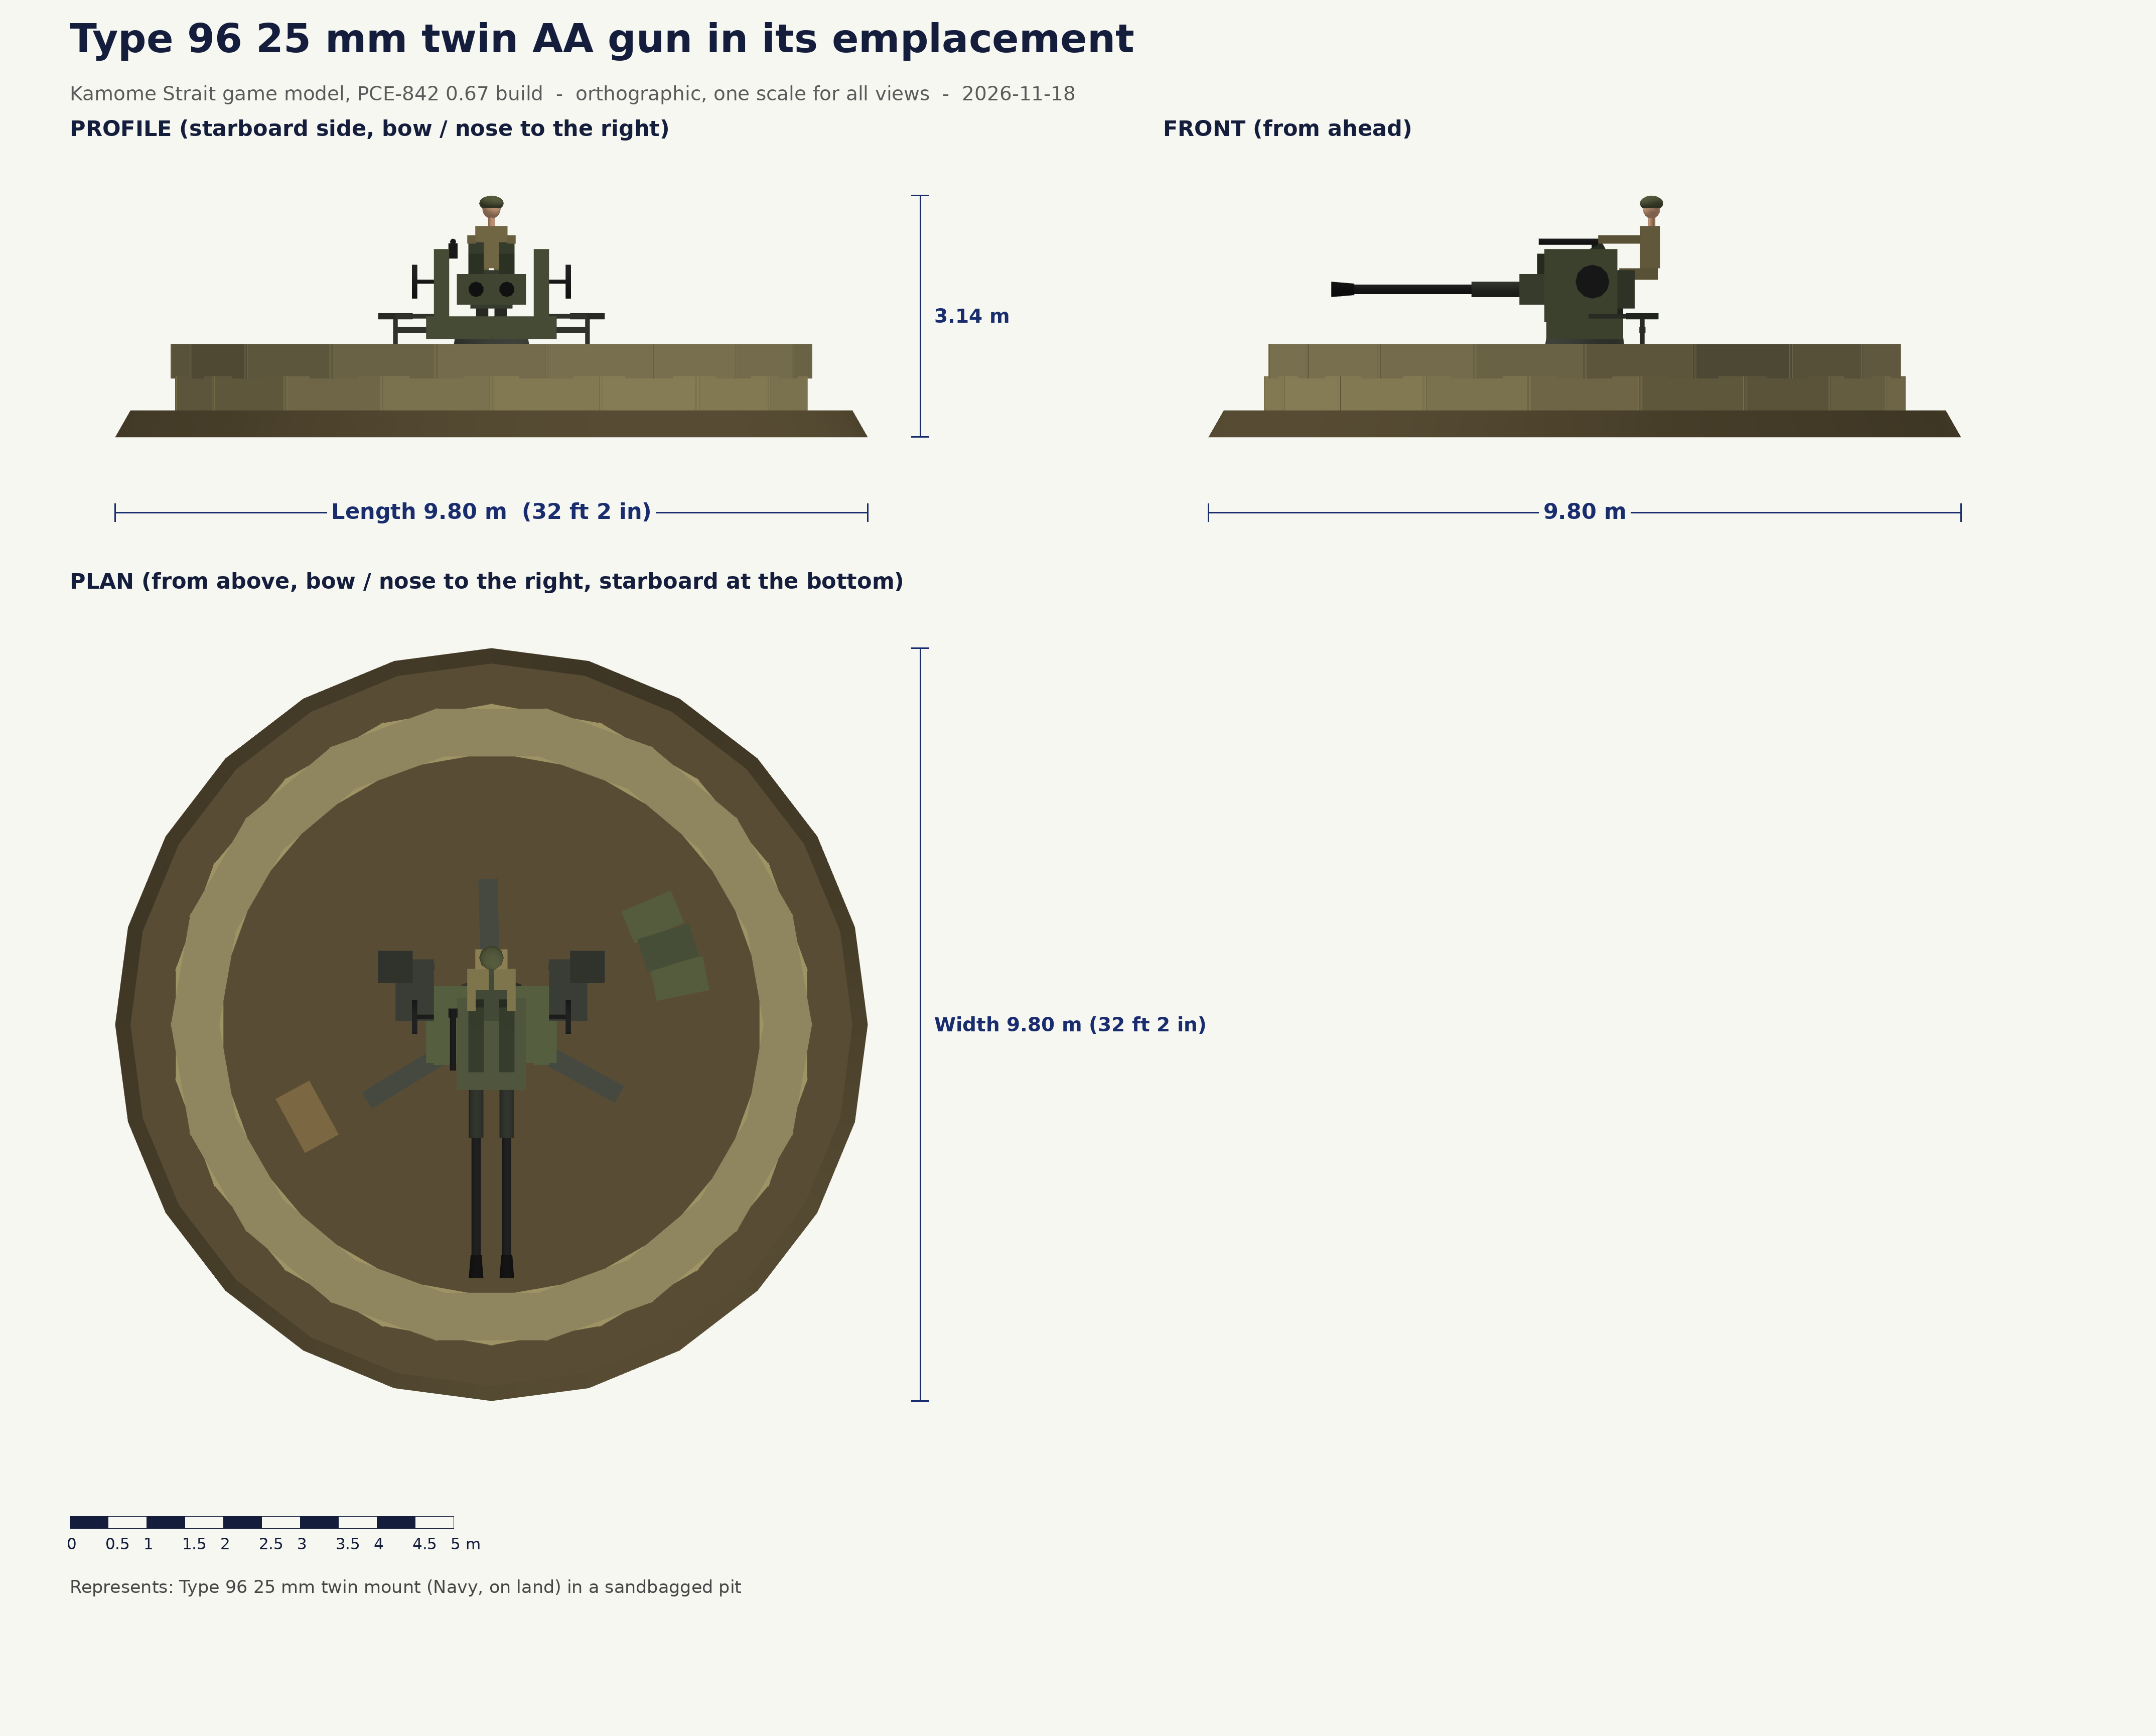 Type 96 25 mm twin AA gun in its emplacement
Kamome Strait game model, PCE-842 0.67 build - orthographic, one scale for all views - 2026-11-18
PROFILE (starboard side, bow / nose to the right)
FRONT (from ahead)
3.14 m
Length 9.80 m (32 ft 2 in)
9.80 m
PLAN (from above, bow / nose to the right, starboard at the bottom)
Width 9.80 m (32 ft 2 in)
0 0.5 1 1.5 2 2.5 3 3.5 4 4.5 5 m
Represents: Type 96 25 mm twin mount (Navy, on land) in a sandbagged pit